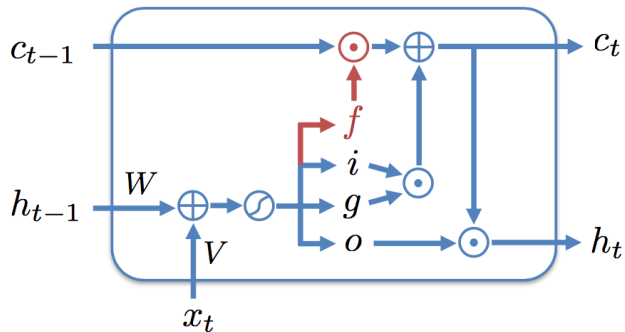 c_{t-1} c_t
f
i
W
h_{t-1} g
V o h_t
x_t